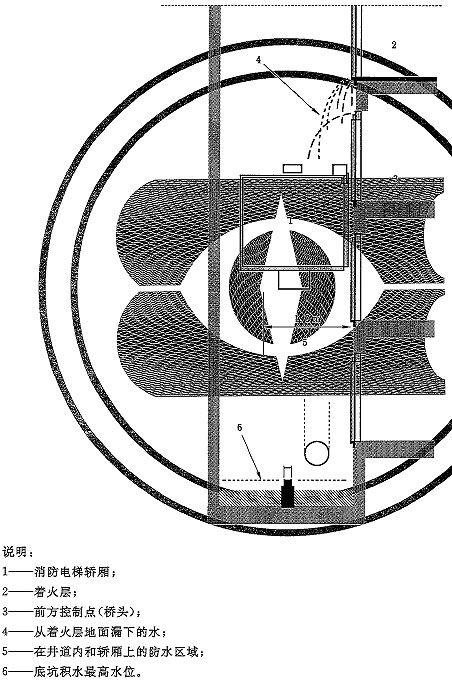 2
4
3
1
5
6
说明：
1——消防电梯轿厢；
2——着火层；
3——前方控制点（桥头）；
4——从着火层地面漏下的水；
5——在井道内和轿厢上的防水区域；
6——底坑积水最高水位。